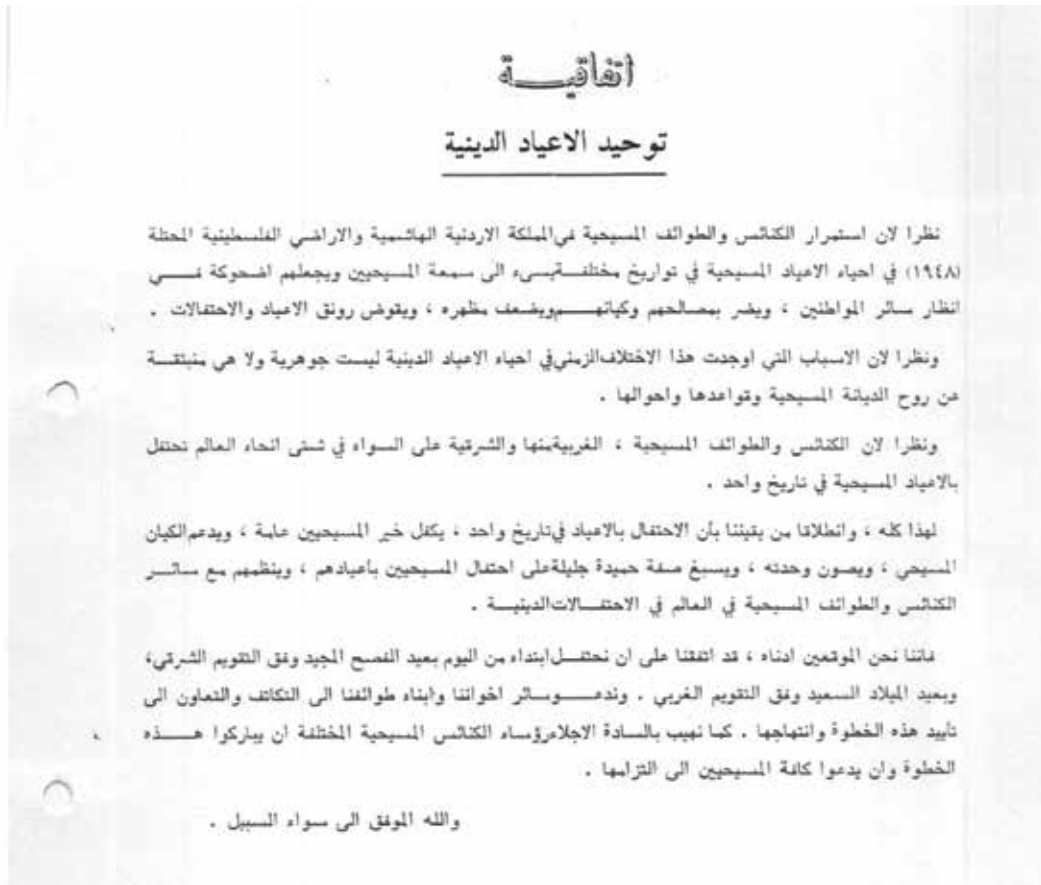 اتفاقيـــــة
توحيد الاعياد الدينية
نظرا لان استمرار الكنائس والطوائف المسيحية في المملكة الاردنية الهاشمية والاراضي الفلسطينية المحتلة
(١٩٤٨) في احياء الاعياد المسيحية في تواريخ مختلفــة يسيء الى سمعة المسيحيين ويجعلهم اضحوكة فـــــي
انظار سائر المواطنين ، ويضر بمصالحهم وكيانهـــــم ويضعف مظهره ، ويقوض رونق الاعياد والاحتفالات .
ونظرا لان الاسباب التي اوجدت هذا الاختلاف الزمني في احياء الاعياد الدينية ليست جوهرية ولا هي منبثقـــة
عن روح الديانة المسيحية وقواعدها واحوالها .
ونظرا لان الكنائس والطوائف المسيحية ، الغربية منها والشرقية على السواء في شتى انحاء العالم تحتفل
بالاعياد المسيحية في تاريخ واحد .
لهذا كله ، وانطلاقا من يقيننا بأن الاحتفال بالاعياد في تاريخ واحد ، يكفل خير المسيحيين عامة ، ويدعم الكيان
المسيحي ، ويصون وحدته ، ويسبغ صفة حميدة جليلة على احتفال المسيحيين بأعيادهم ، وينظمهم مع سائـــر
الكنائس والطوائف المسيحية في العالم في الاحتفـــالات الدينيـــة .
فاننا نحن الموقعين ادناه ، قد اتفقنا على ان نحتفـــل ابتداء من اليوم بعيد الفصح المجيد وفق التقويم الشرقي،
وبعيد الميلاد السعيد وفق التقويم الغربي . وندعـــــو سائر اخواننا وابناء طوائفنا الى التكاتف والتعاون الى
تأييد هذه الخطوة وانتهاجها . كما نهيب بالسادة الاجلاء رؤساء الكنائس المسيحية المختلفة ان يباركوا هـــــذه
الخطوة وان يدعوا كافة المسيحيين الى التزامها .
والله الموفق الى سواء السبيل .